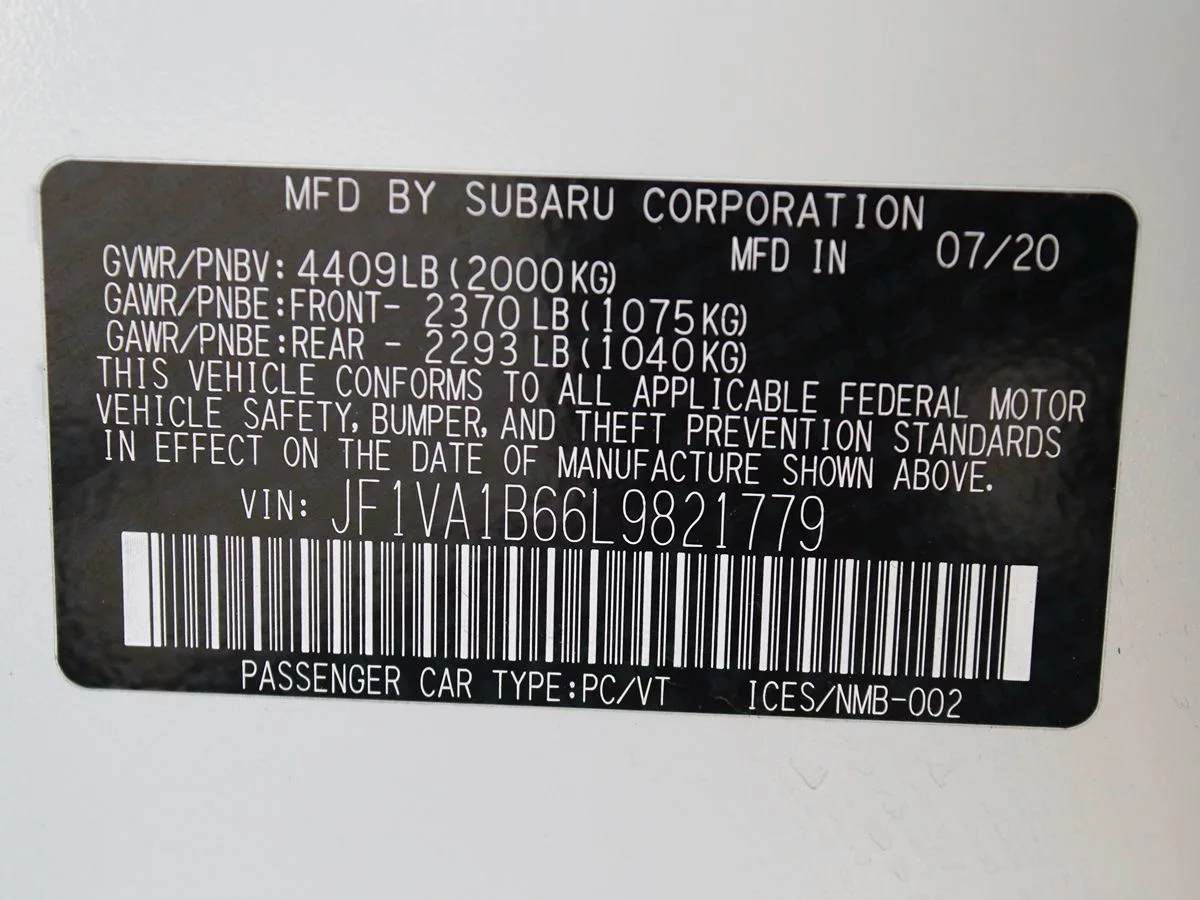 MFD BY SUBARU CORPORATION
MFD IN 07/20
GVWR/PNBV: 4409LB (2000KG)
GAWR/PNBE:FRONT- 2370LB (1075KG)
GAWR/PNBE:REAR - 2293LB (1040KG)
THIS VEHICLE CONFORMS TO ALL APPLICABLE FEDERAL MOTOR
VEHICLE SAFETY, BUMPER, AND THEFT PREVENTION STANDARDS
IN EFFECT ON THE DATE OF MANUFACTURE SHOWN ABOVE.
VIN: JF1VA1B66L9821779
PASSENGER CAR TYPE:PC/VT ICES/NMB-002